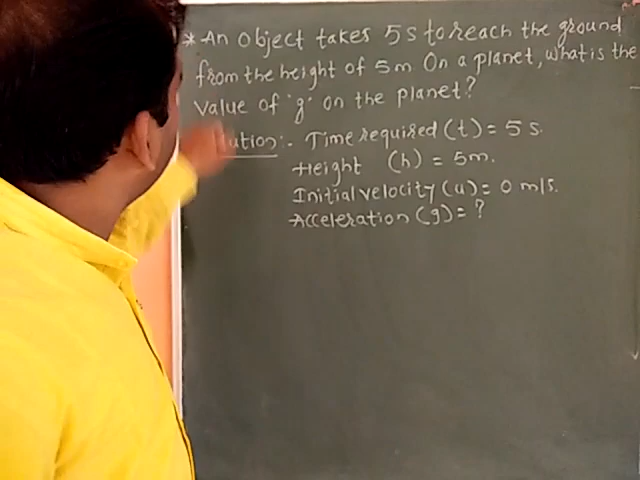 * An object takes 5s to reach the ground
from the height of 5m On a planet, what is the
value of 'g' on the planet?
Time required (t) = 5 s.
Height (h) = 5m.
Initial velocity (u) = 0 m/s.
Acceleration (g) = ?